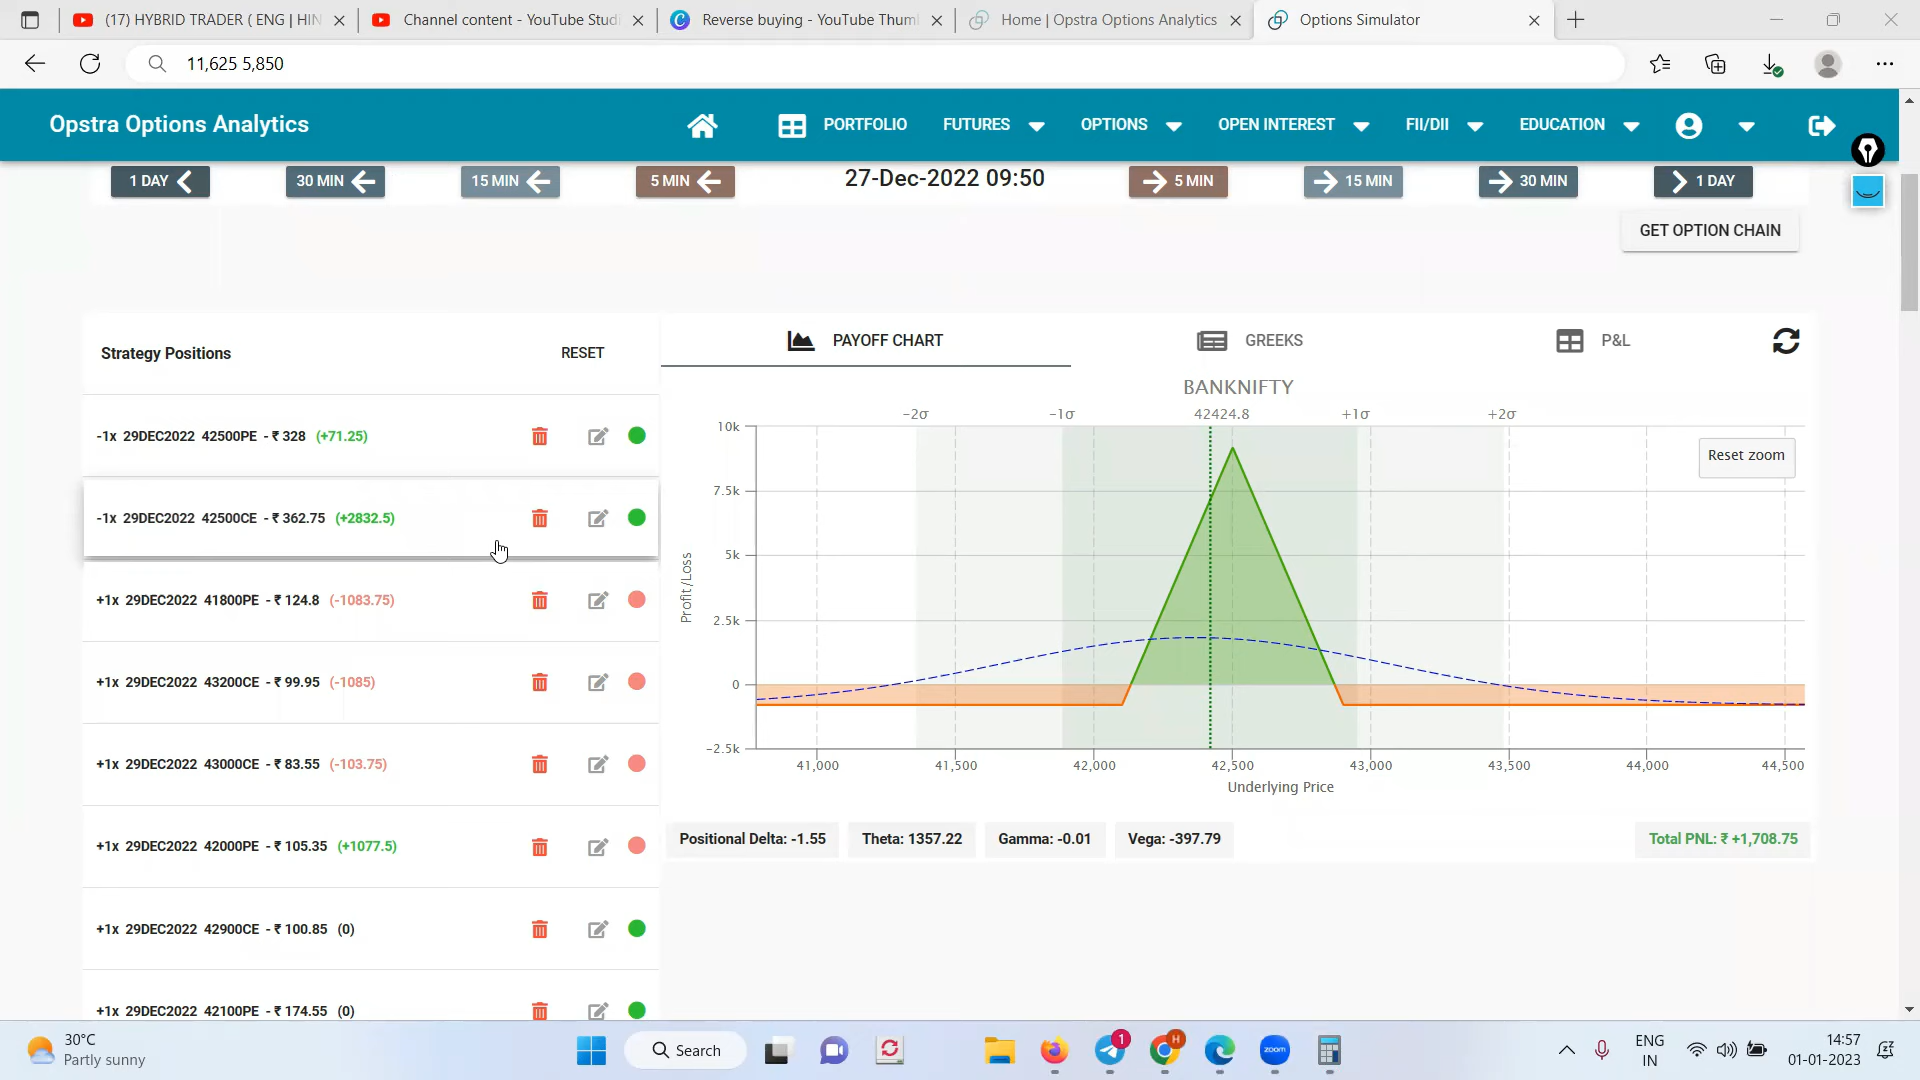 (17) HYBRID TRADER ( ENG | HIN
Channel content - YouTube Studi
Reverse buying - YouTube Thum
Home | Opstra Options Analytics
Options Simulator
11,625 5,850
Opstra Options Analytics
PORTFOLIO
FUTURES
OPTIONS
OPEN INTEREST
FII/DII
EDUCATION
1 DAY
30 MIN
15 MIN
5 MIN
27-Dec-2022 09:50
5 MIN
15 MIN
30 MIN
1 DAY
GET OPTION CHAIN
Strategy Positions
RESET
-1x 29DEC2022 42500PE - ₹ 328 (+71.25)
-1x 29DEC2022 42500CE - ₹ 362.75 (+2832.5)
+1x 29DEC2022 41800PE - ₹ 124.8 (-1083.75)
+1x 29DEC2022 43200CE - ₹ 99.95 (-1085)
+1x 29DEC2022 43000CE - ₹ 83.55 (-103.75)
+1x 29DEC2022 42000PE - ₹ 105.35 (+1077.5)
+1x 29DEC2022 42900CE - ₹ 100.85 (0)
+1x 29DEC2022 42100PE - ₹ 174.55 (0)
PAYOFF CHART
GREEKS
P&L
BANKNIFTY
-2σ
-1σ
42424.8
+1σ
+2σ
Reset zoom
10k
7.5k
5k
2.5k
0
-2.5k
Profit/Loss
41,000
41,500
42,000
42,500
43,000
43,500
44,000
44,500
Underlying Price
Positional Delta: -1.55
Theta: 1357.22
Gamma: -0.01
Vega: -397.79
Total PNL: ₹ +1,708.75
30°C
Partly sunny
Search
1
H
zoom
ENG
IN
14:57
01-01-2023